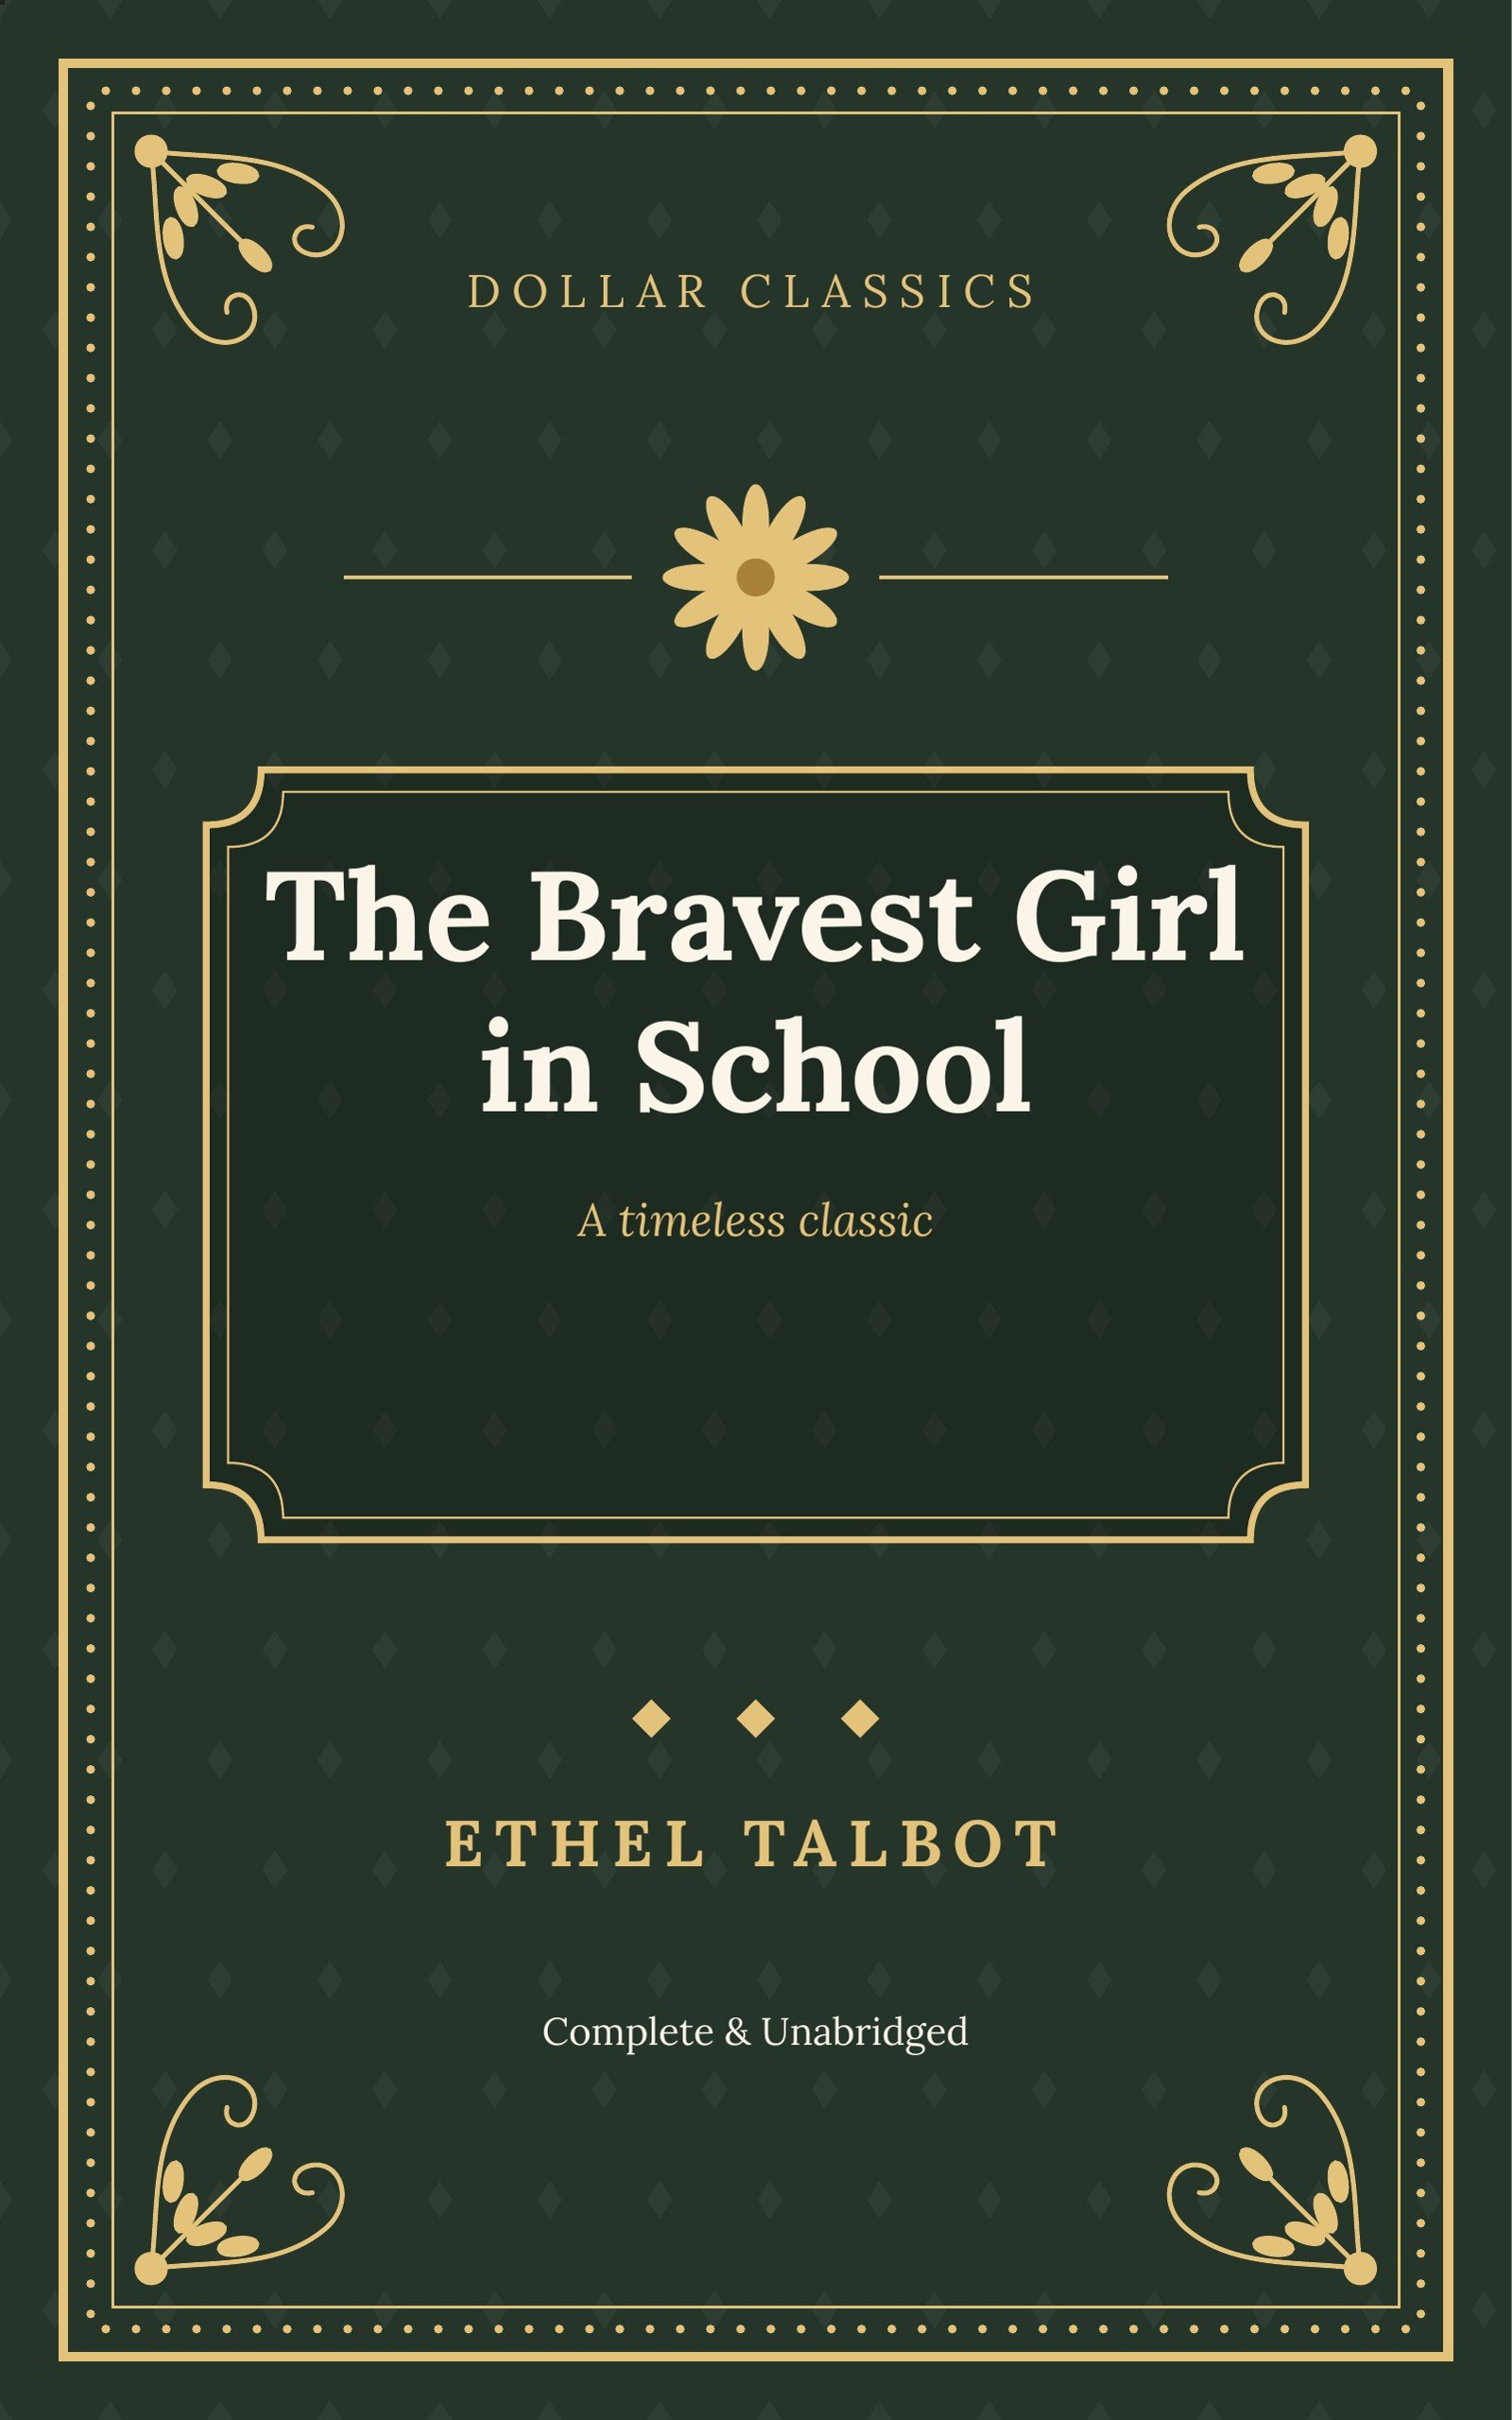 DOLLAR CLASSICS
The Bravest Girl
in School
A timeless classic
ETHEL TALBOT
Complete & Unabridged